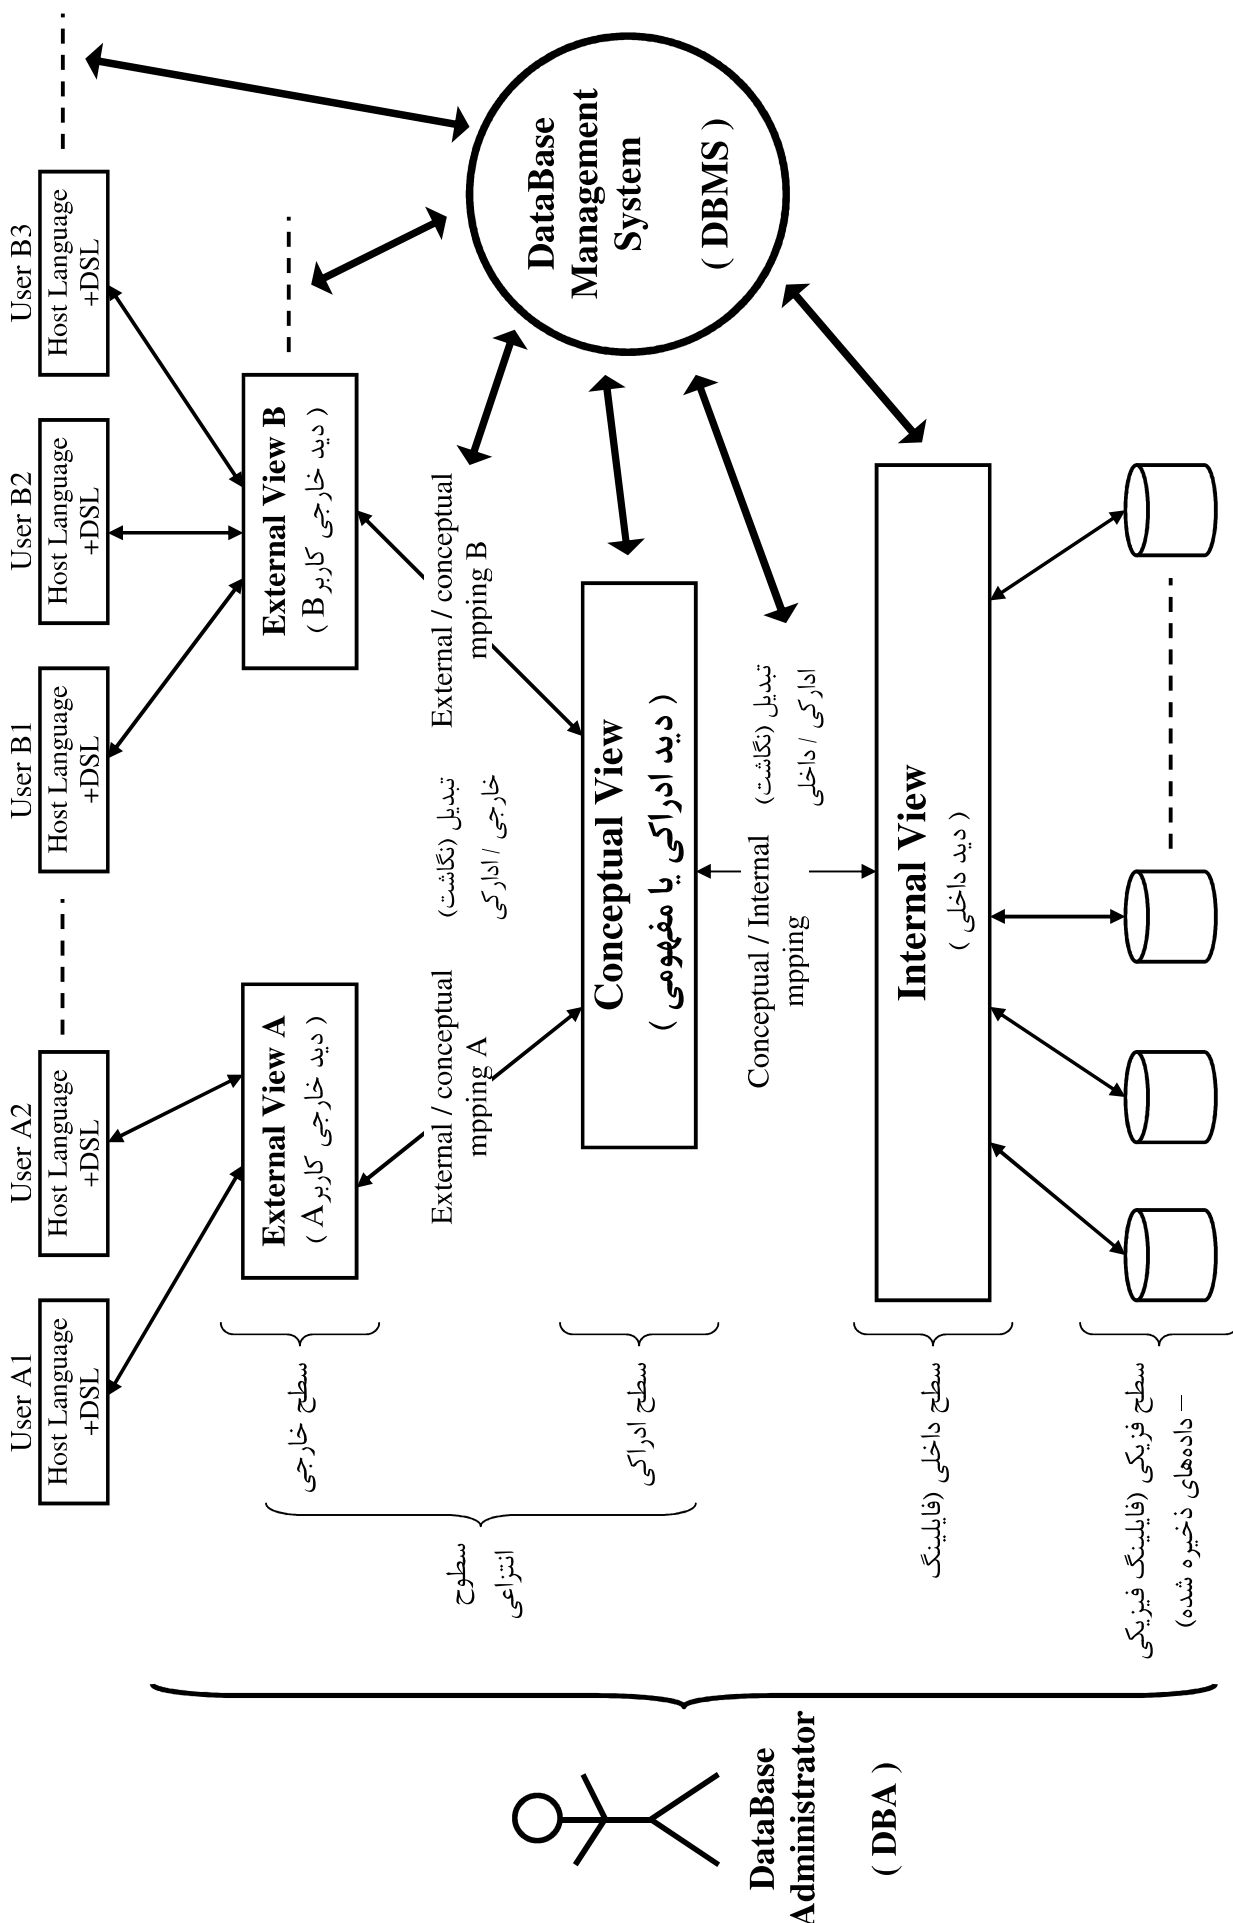 User A1
User A2
User B1
User B2
User B3
Host Language
+DSL
Host Language
+DSL
Host Language
+DSL
Host Language
+DSL
Host Language
+DSL
External View A
( دید خارجی کاربر A )
External View B
( دید خارجی کاربر B )
سطح خارجی
External / conceptual
mpping A
تبدیل (نگاشت)
خارجی / ادارکی
External / conceptual
mpping B
سطوح
انتزاعی
Conceptual View
( دید ادراکی یا مفهومی )
سطح ادراکی
Conceptual / Internal
mpping
تبدیل (نگاشت)
ادارکی / داخلی
Internal View
( دید داخلی )
سطح داخلی (فایلینگ
سطح فزیکی (فایلینگ فیزیکی
– داده‌های ذخیره شده)
DataBase
Management
System
( DBMS )
DataBase
Administrator
( DBA )